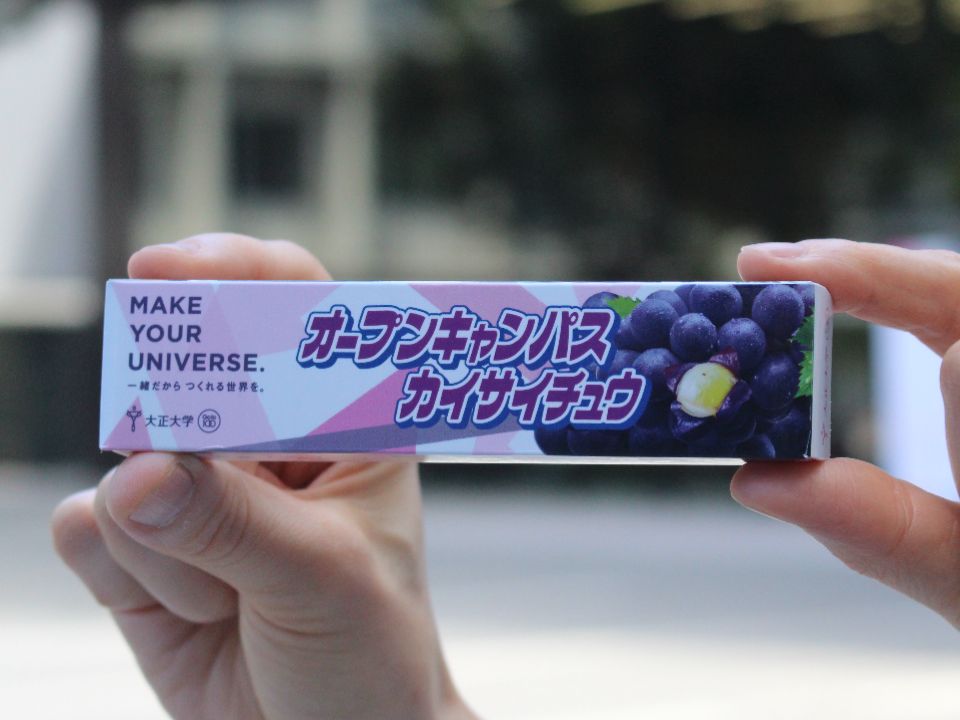 MAKE
YOUR
UNIVERSE.
一緒だから つくれる世界を。
大正大学
オープンキャンパス
カイサイチュウ